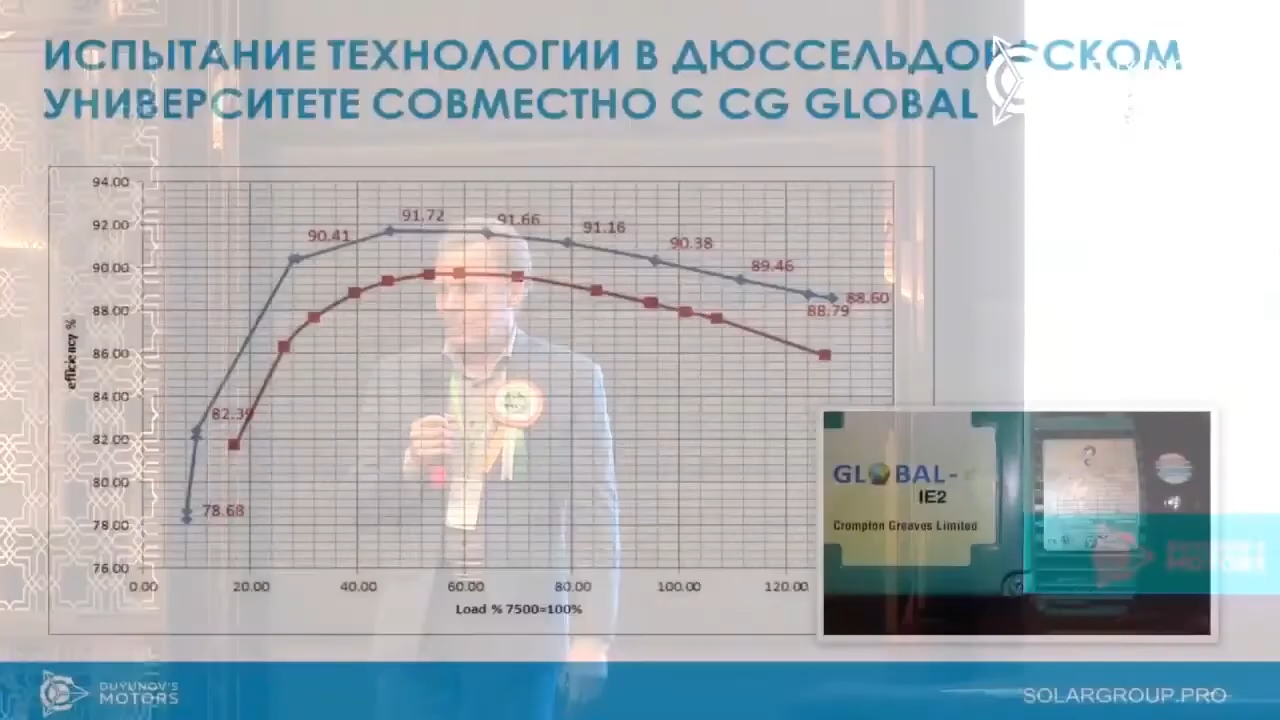 ИСПЫТАНИЕ ТЕХНОЛОГИИ В ДЮССЕЛЬДОРФСКОМ
УНИВЕРСИТЕТЕ СОВМЕСТНО С CG GLOBAL
94.00
92.00
90.00
88.00
86.00
84.00
82.00
80.00
78.00
76.00
efficiency %
78.68
82.39
90.41
91.72
91.66
91.16
90.38
89.46
88.60
88.79
0.00
20.00
40.00
60.00
80.00
100.00
120.00
Load % 7500=100%
GLOBAL-
IE2
Crompton Greaves Limited
DUYUNOV'S
MOTORS
MOTORS
SOLARGROUP.PRO